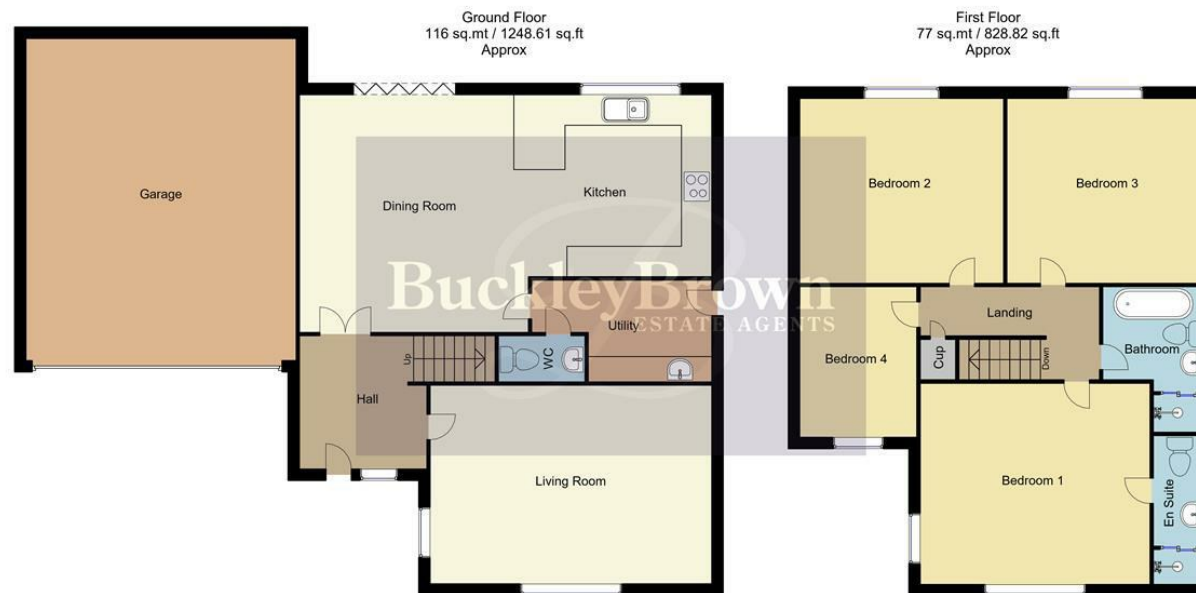 Ground Floor
116 sq.mt / 1248.61 sq.ft
Approx
First Floor
77 sq.mt / 828.82 sq.ft
Approx
Garage
Dining Room
Kitchen
Utility
WC
Up
Hall
Living Room
Bedroom 2
Bedroom 3
Landing
Bedroom 4
Cup
Down
Bathroom
Bedroom 1
En Suite
BuckleyBrown
ESTATE AGENTS